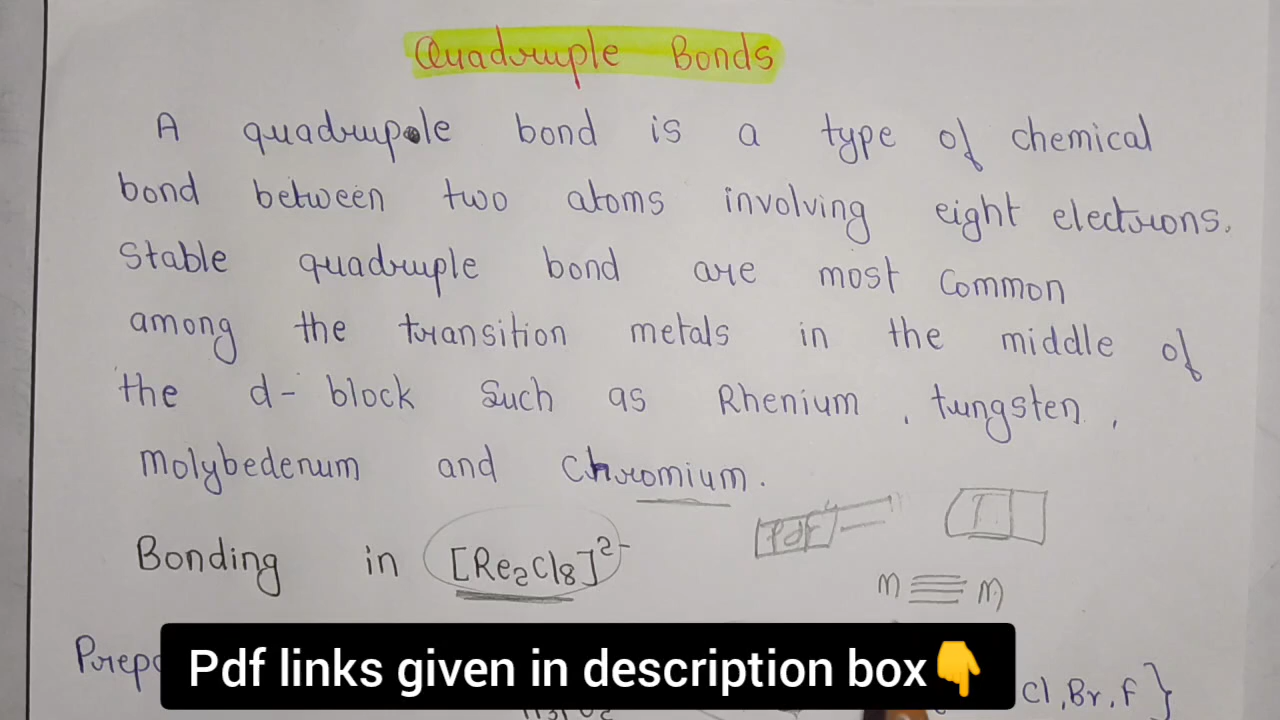 Quadruple Bonds
A quadrupole bond is a type of chemical
bond between two atoms involving eight electrons.
Stable quadruple bond are most common
among the transition metals in the middle of
the d-block such as Rhenium, tungsten,
Molybedenum and Chromium.
Pdf
Bonding in [Re₂Cl₈]²⁻
M ≣ M
Pdf links given in description box👇
Cl, Br, F }